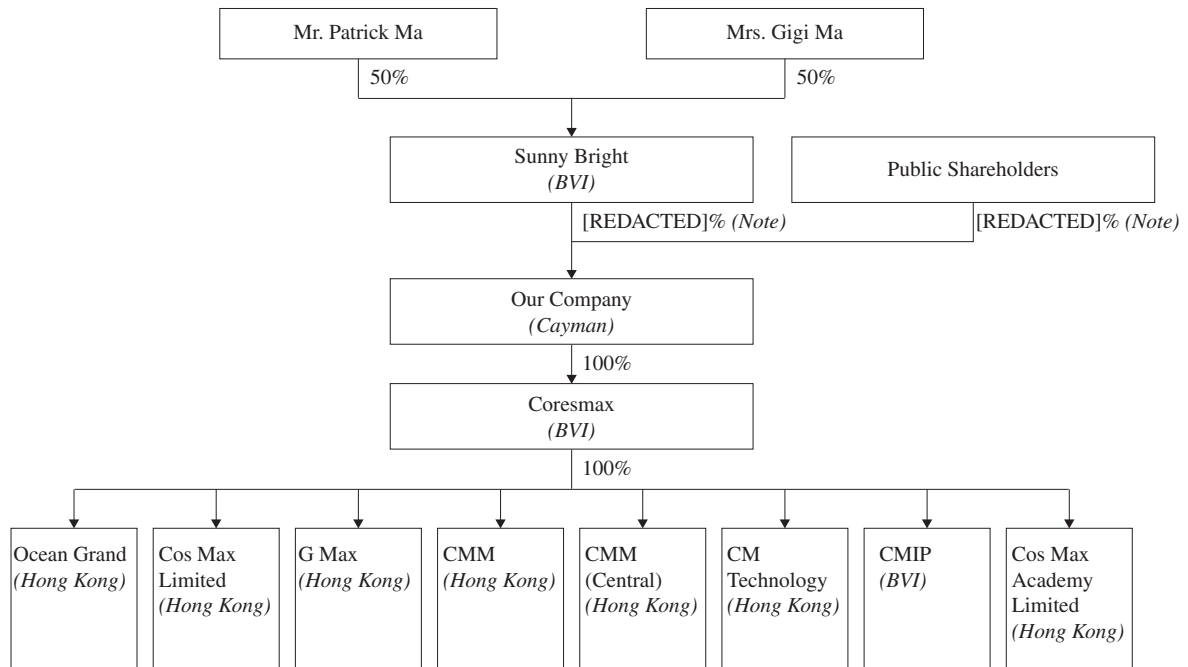 Mr. Patrick Ma
Mrs. Gigi Ma
50%
50%
Sunny Bright
(BVI)
Public Shareholders
[REDACTED]% (Note)
[REDACTED]% (Note)
Our Company
(Cayman)
100%
Coresmax
(BVI)
100%
Ocean Grand
(Hong Kong)
Cos Max
Limited
(Hong Kong)
G Max
(Hong Kong)
CMM
(Hong Kong)
CMM
(Central)
(Hong Kong)
CM
Technology
(Hong Kong)
CMIP
(BVI)
Cos Max
Academy
Limited
(Hong Kong)